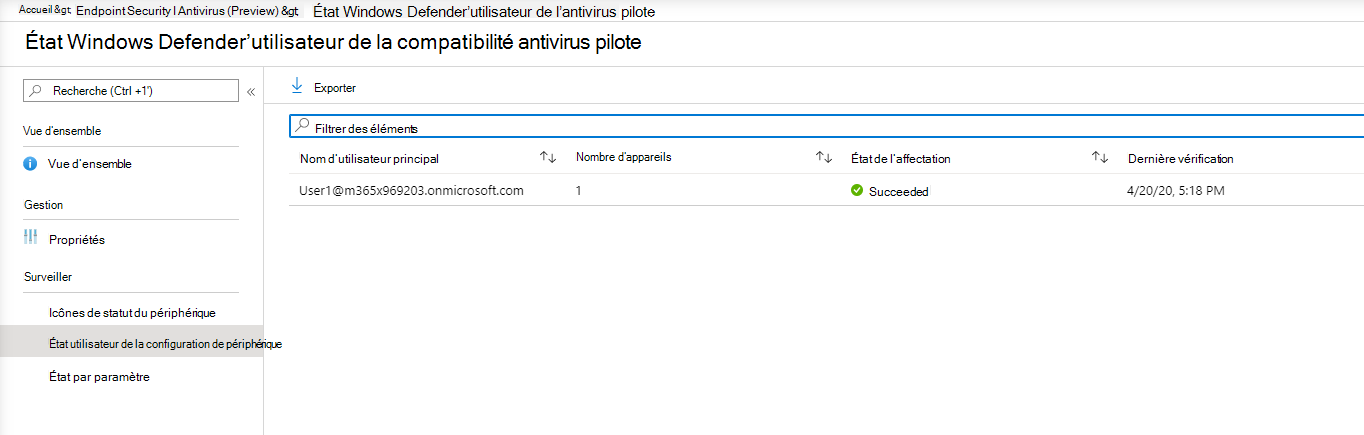 Accueil &gt; Endpoint Security I Antivirus (Preview) &gt; État Windows Defender’utilisateur de l’antivirus pilote
État Windows Defender’utilisateur de la compatibilité antivirus pilote
Recherche (Ctrl +1') «
Exporter
Filtrer des éléments
Vue d’ensemble
Vue d’ensemble
Gestion
Propriétés
Surveiller
Icônes de statut du périphérique
État utilisateur de la configuration de périphérique
État par paramètre
Nom d’utilisateur principal ↑↓ Nombre d’appareils ↑↓ État de l’affectation ↑↓ Dernière vérification
User1@m365x969203.onmicrosoft.com 1 Succeeded 4/20/20, 5:18 PM